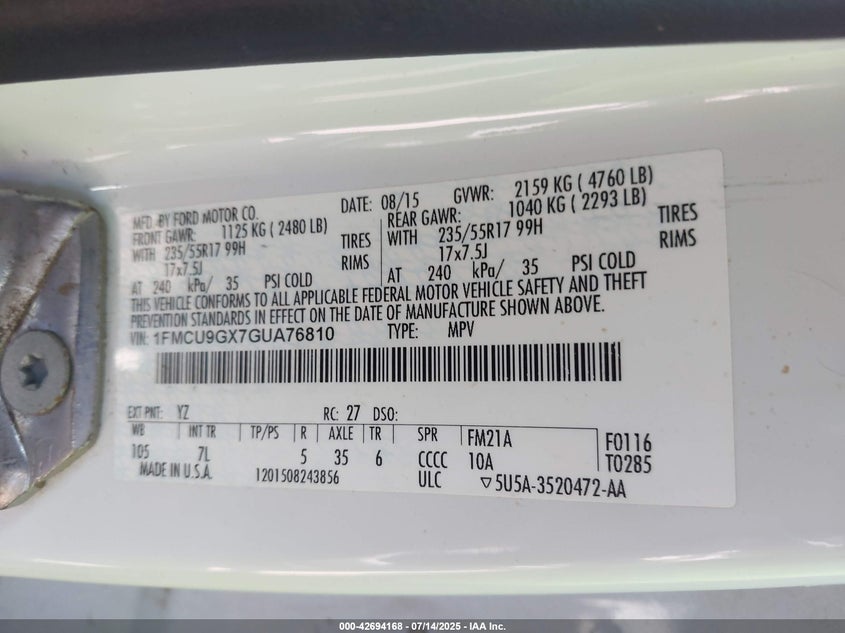 MFD. BY FORD MOTOR CO. DATE: 08/15 GVWR: 2159 KG ( 4760 LB)
FRONT GAWR: 1125 KG ( 2480 LB) REAR GAWR: 1040 KG ( 2293 LB)
WITH 235/55R17 99H TIRES WITH 235/55R17 99H TIRES
17x7.5J RIMS 17x7.5J RIMS
AT 240 kPa/ 35 PSI COLD AT 240 kPa/ 35 PSI COLD
THIS VEHICLE CONFORMS TO ALL APPLICABLE FEDERAL MOTOR VEHICLE SAFETY AND THEFT
PREVENTION STANDARDS IN EFFECT ON THE DATE OF MANUFACTURE SHOWN ABOVE.
VIN: 1FMCU9GX7GUA76810 TYPE: MPV
EXT PNT: YZ RC: 27 DSO:
WB INT TR TP/PS R AXLE TR SPR FM21A F0116
105 7L 5 35 6 CCCC 10A T0285
MADE IN U.S.A. 1201508243856 ULC ▽5U5A-3520472-AA
000-42694168 - 07/14/2025 - IAA Inc.